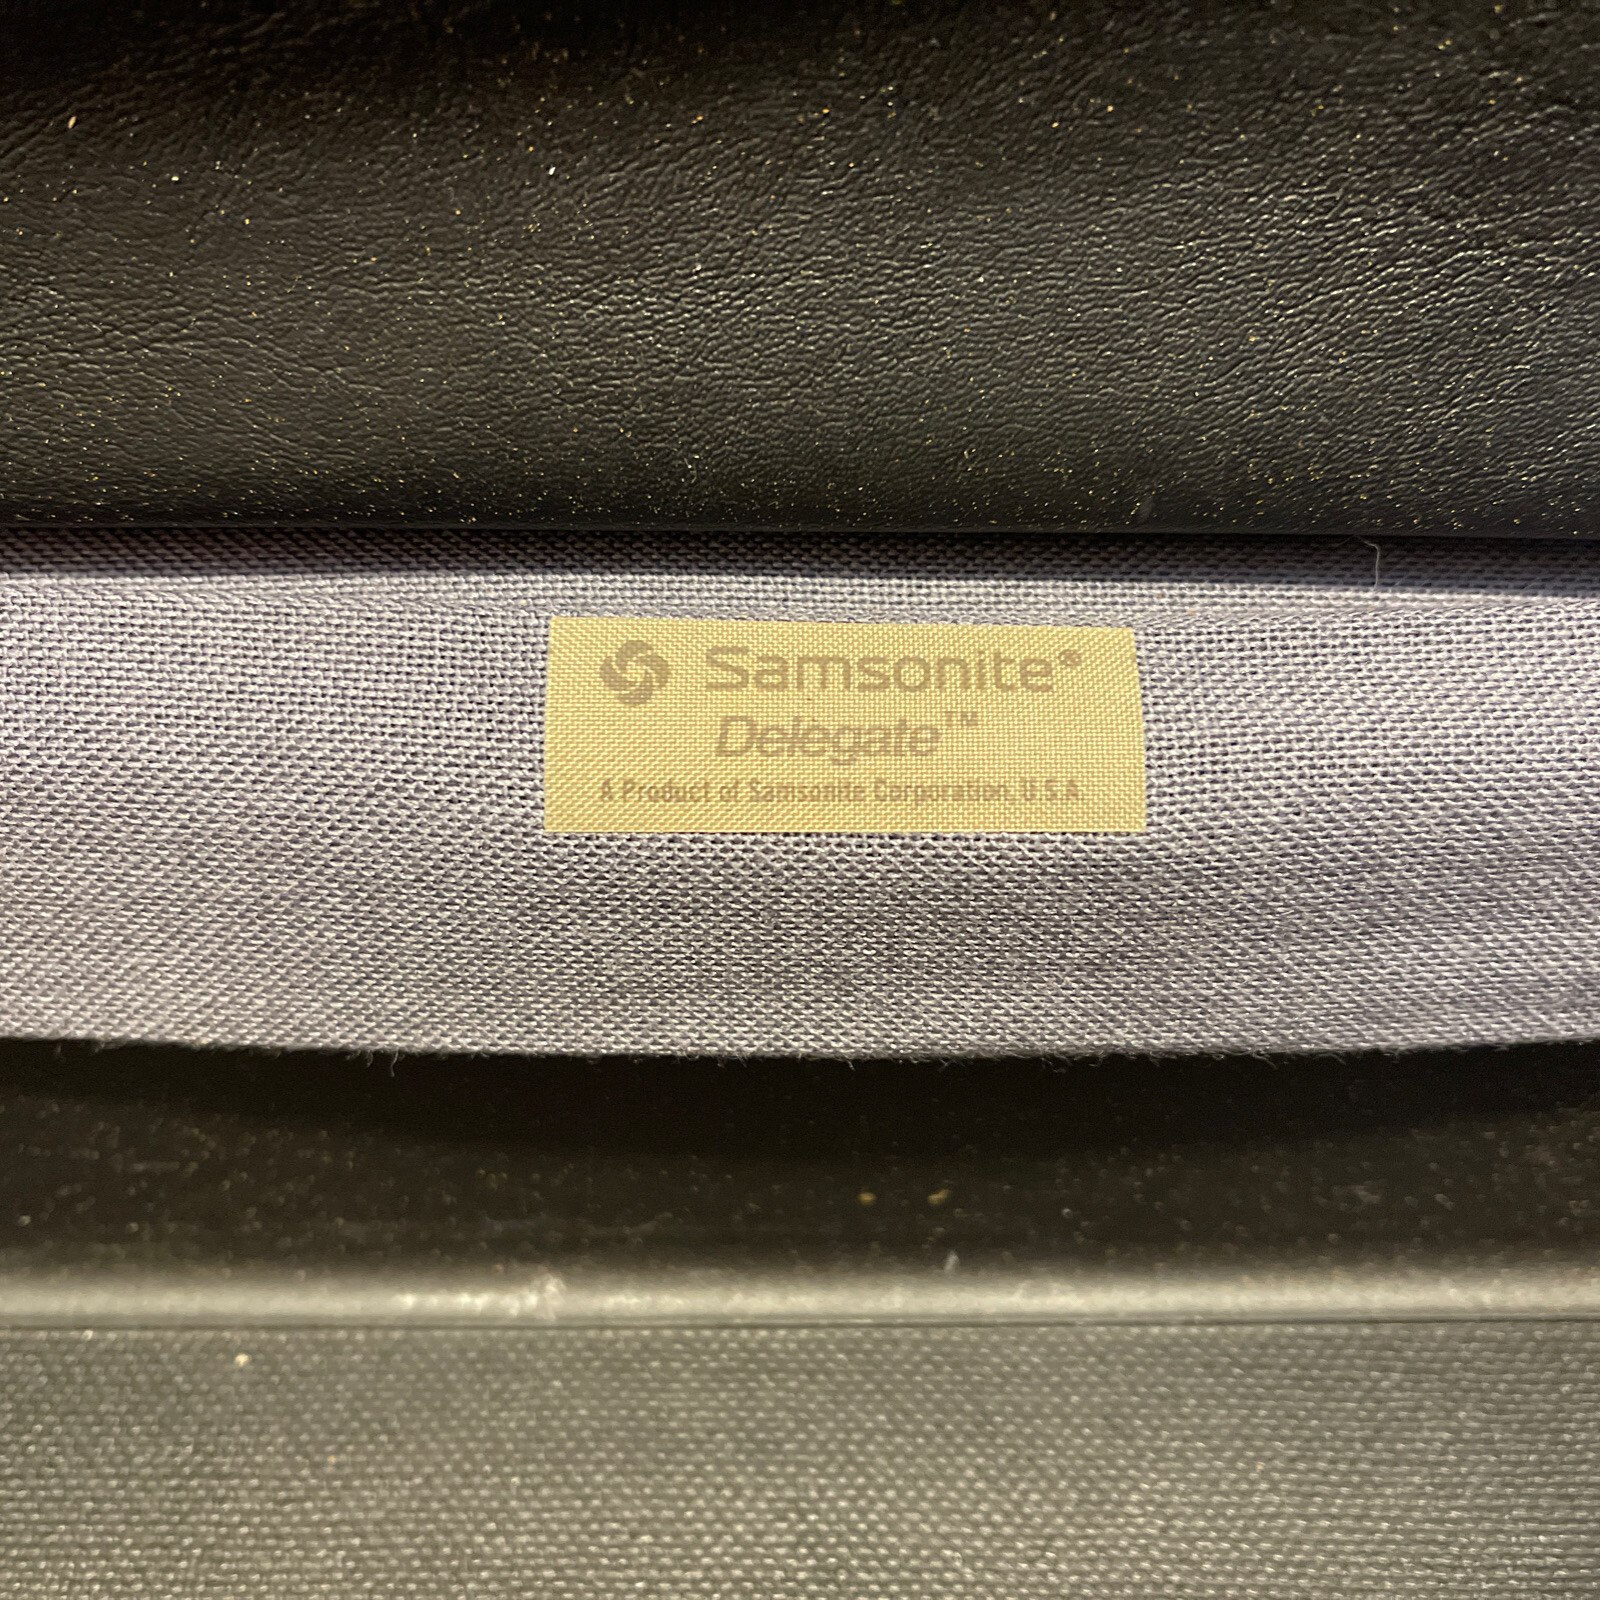 Samsonite®
Delegate™
A Product of Samsonite Corporation, U.S.A.